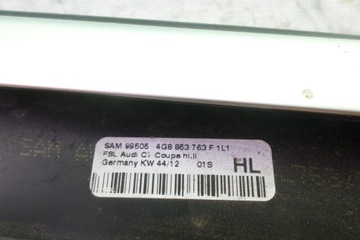 SAM 99505 4G8 853 763 F 1L1
FSL Audi C7 Coupe hi.li
Germany KW 44/12 01S
HL